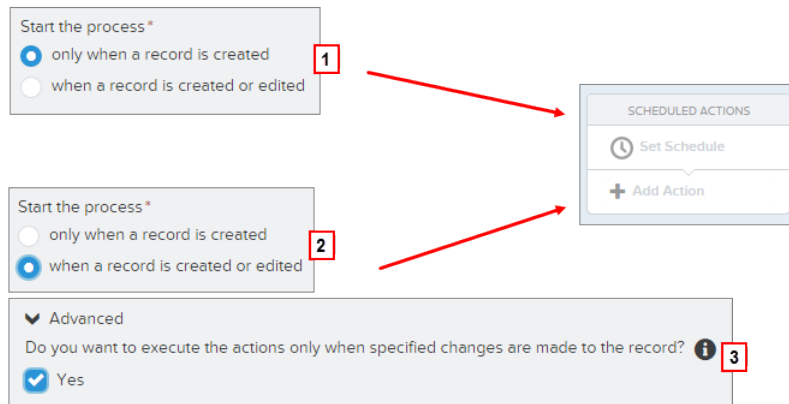 Start the process*
only when a record is created
when a record is created or edited
1
SCHEDULED ACTIONS
Set Schedule
Add Action
Start the process*
only when a record is created
when a record is created or edited
2
Advanced
Do you want to execute the actions only when specified changes are made to the record?
3
Yes